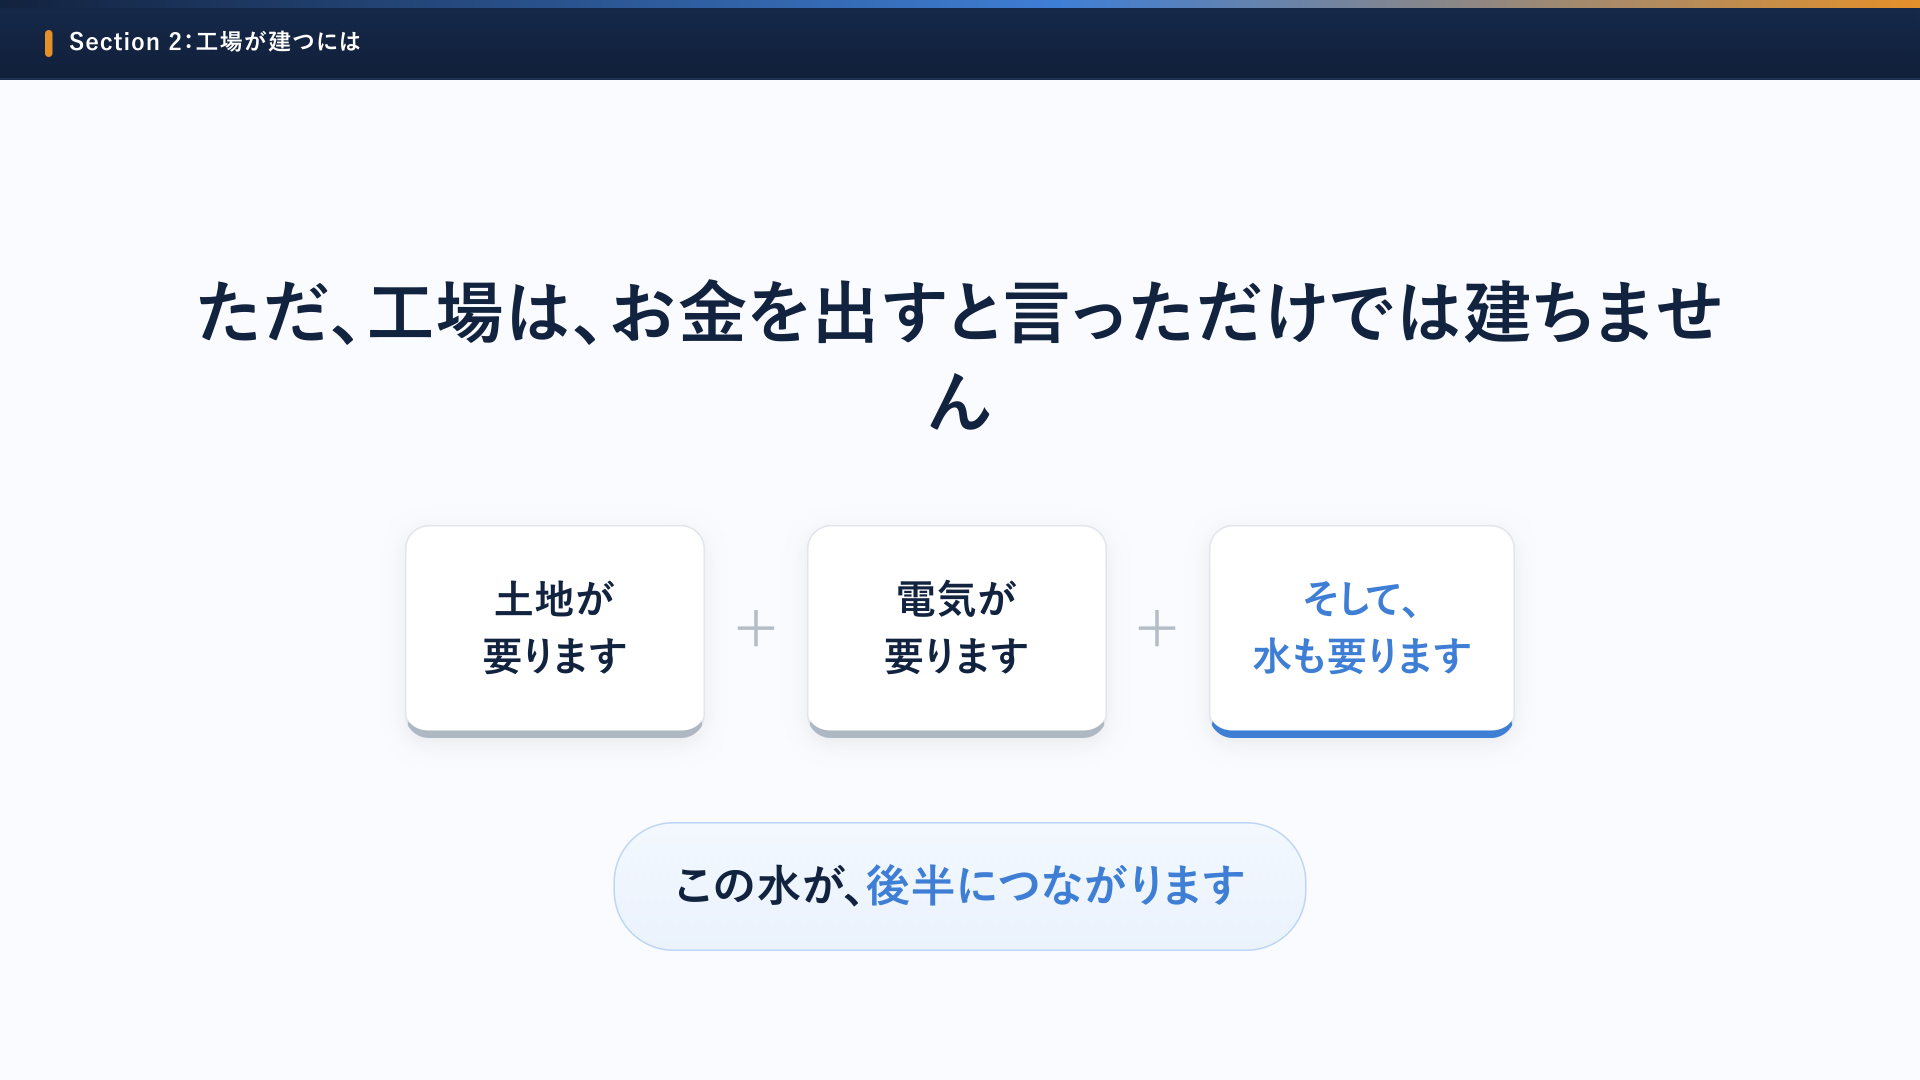 Section 2：工場が建つには
ただ、工場は、お金を出すと言っただけでは建ちませ
ん
土地が
要ります
＋
電気が
要ります
＋
そして、
水も要ります
この水が、後半につながります